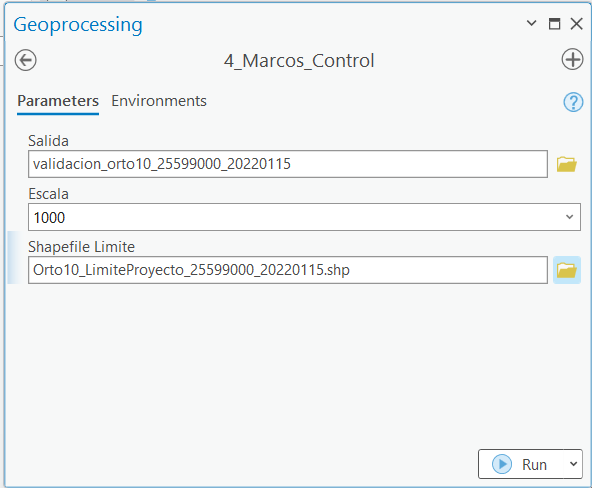 Geoprocessing
4_Marcos_Control
Parameters Environments
Salida
validacion_orto10_25599000_20220115
Escala
1000
Shapefile Limite
Orto10_LimiteProyecto_25599000_20220115.shp
Run